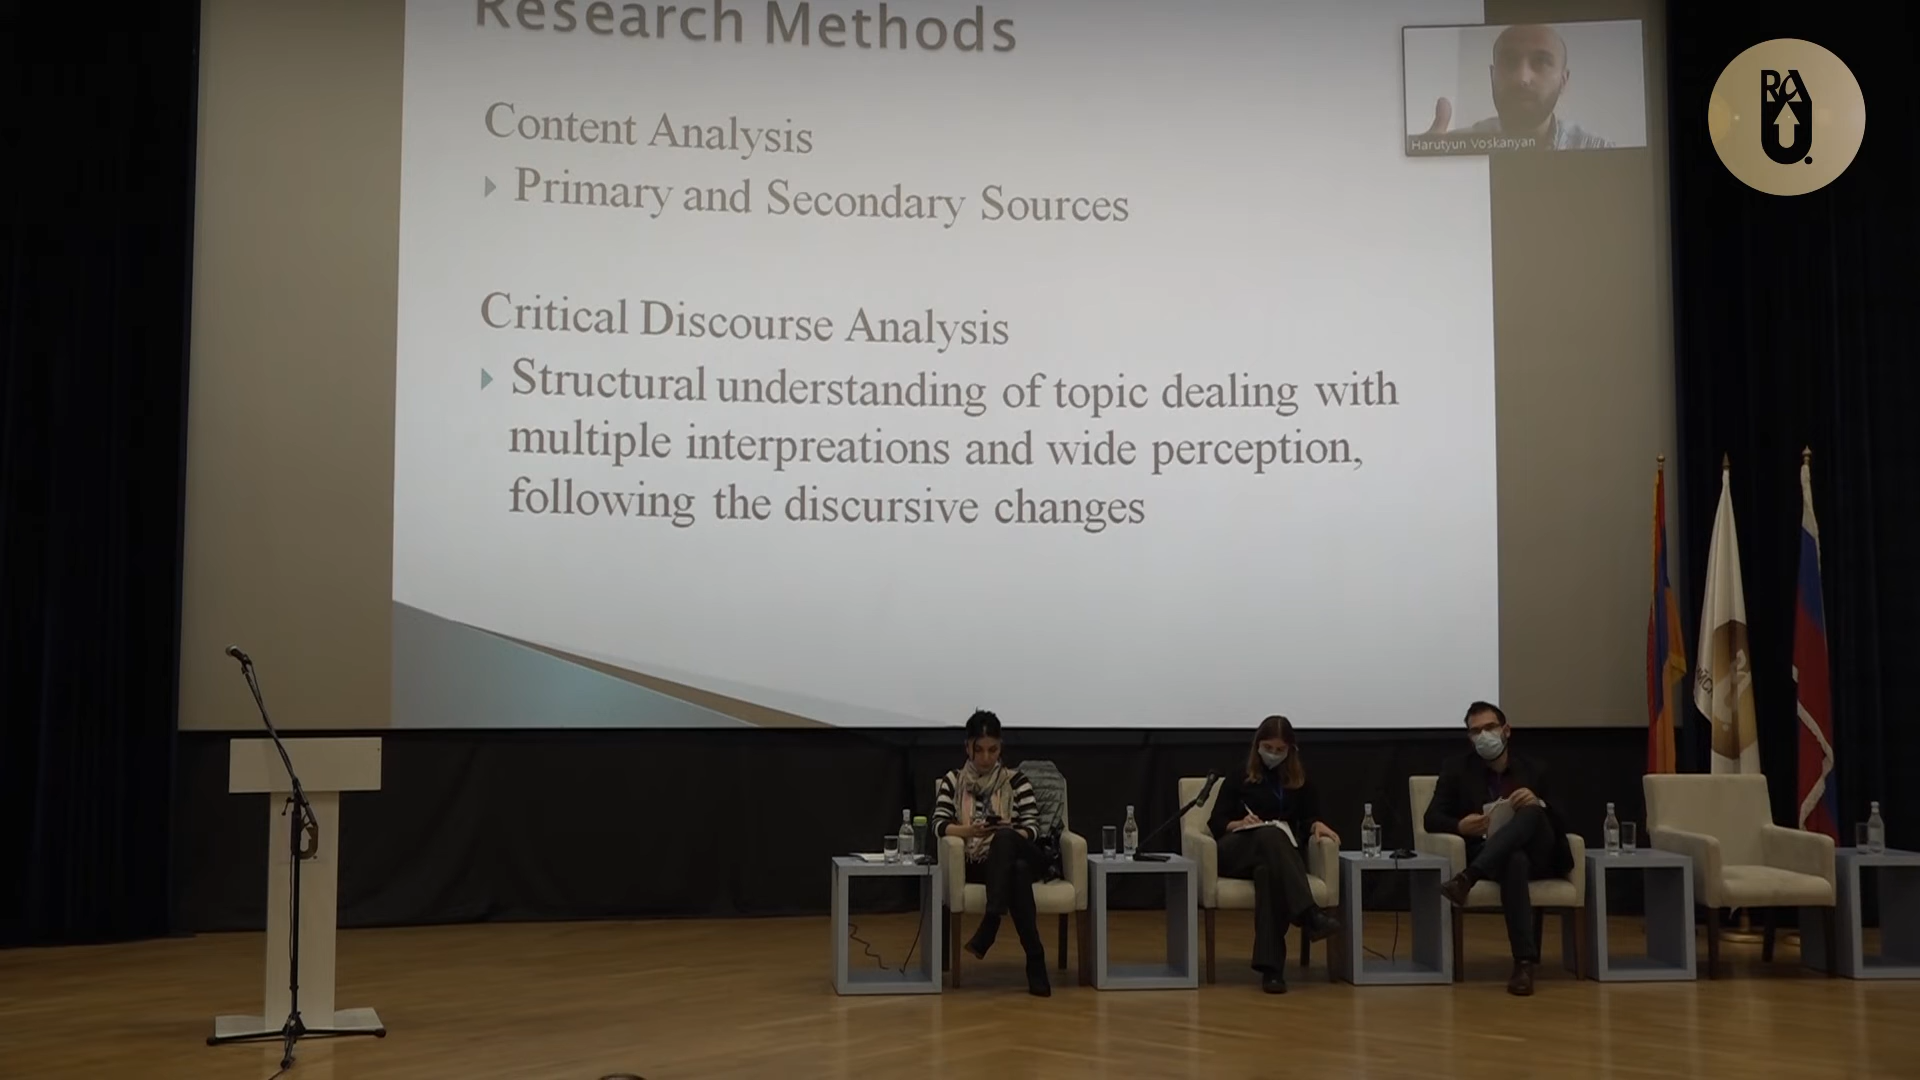 Research Methods
Content Analysis
Primary and Secondary Sources
Critical Discourse Analysis
Structural understanding of topic dealing with
multiple interpreations and wide perception,
following the discursive changes
Harutyun Voskanyan
RAU